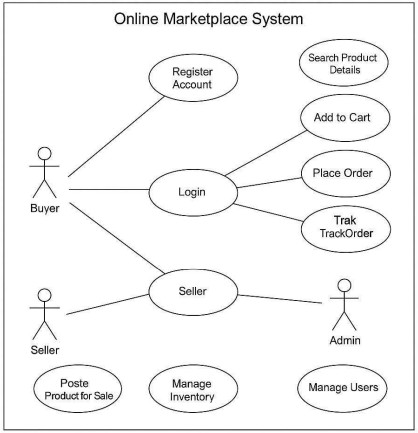 Online Marketplace System
Register
Account
Search Product
Details
Add to Cart
Login
Place Order
Buyer
Trak
TrackOrder
Seller
Seller
Admin
Poste
Product for Sale
Manage
Inventory
Manage Users